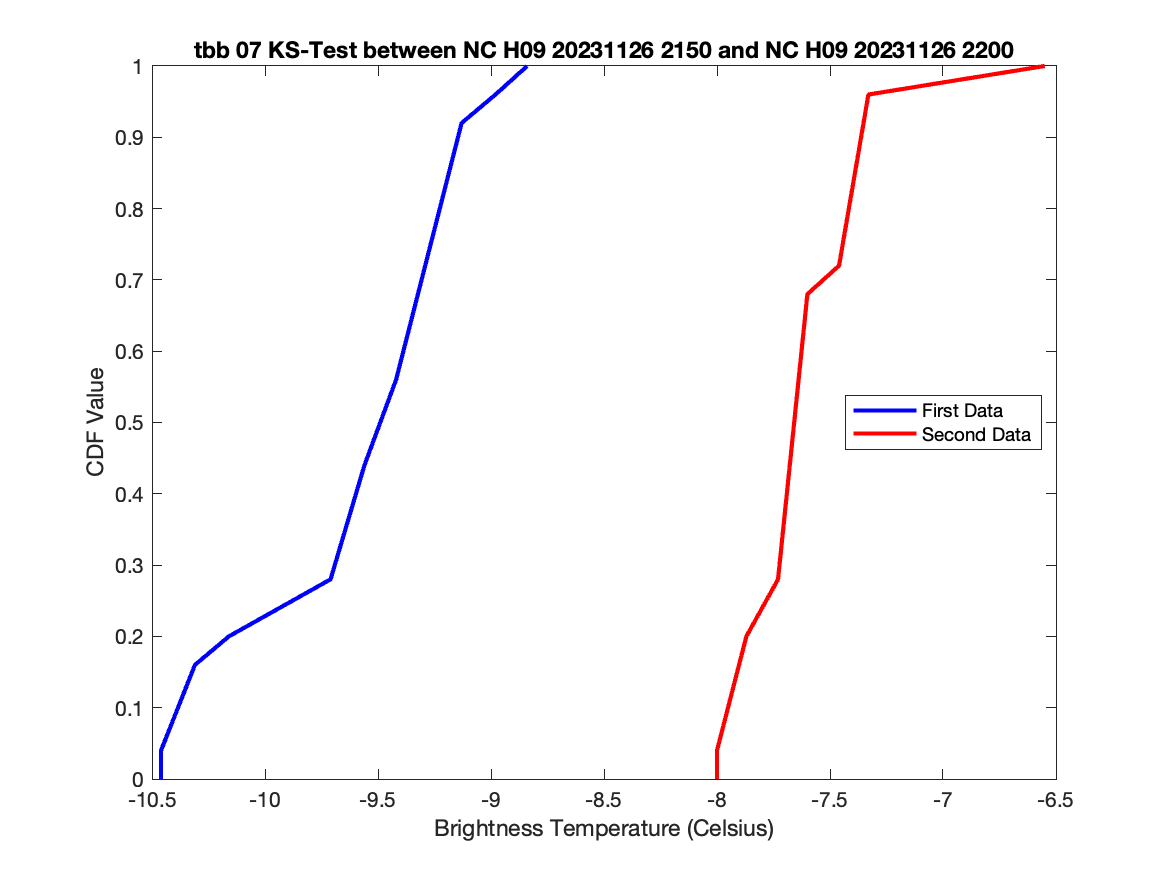 tbb 07 KS-Test between NC H09 20231126 2150 and NC H09 20231126 2200
1
0.9
0.8
0.7
0.6
0.5
0.4
0.3
0.2
0.1
0
CDF Value
First Data
Second Data
-10.5 -10 -9.5 -9 -8.5 -8 -7.5 -7 -6.5
Brightness Temperature (Celsius)